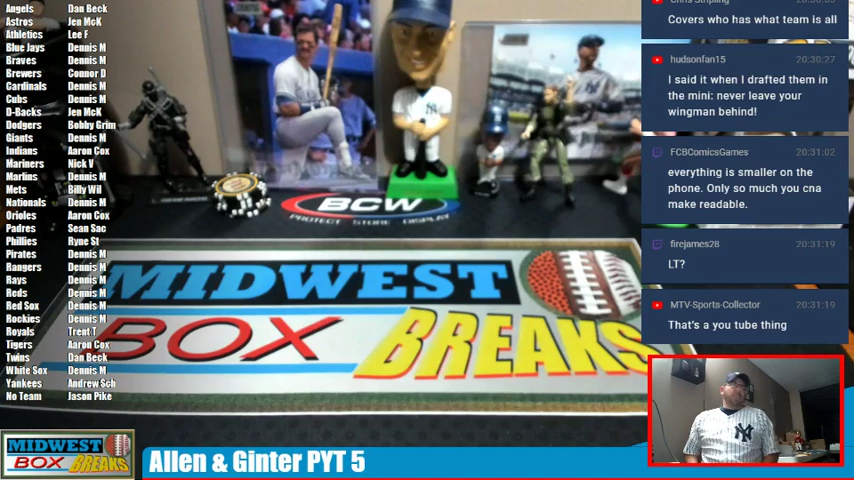 Angels Dan Beck
Astros Jen McK
Athletics Lee F
Blue Jays Dennis M
Braves Dennis M
Brewers Connor D
Cardinals Dennis M
Cubs Dennis M
D-Backs Jen McK
Dodgers Bobby Grim
Giants Dennis M
Indians Aaron Cox
Mariners Nick V
Marlins Dennis M
Mets Billy Wil
Nationals Dennis M
Orioles Aaron Cox
Padres Sean Sac
Phillies Ryne St
Pirates Dennis M
Rangers Dennis M
Rays Dennis M
Reds Dennis M
Red Sox Dennis M
Rockies Dennis M
Royals Trent T
Tigers Aaron Cox
Twins Dan Beck
White Sox Dennis M
Yankees Andrew Sch
No Team Jason Pike
BCW
PROTECT STORE DISPLAY
MIDWEST
BOX BREAKS
Covers who has what team is all
hudsonfan15 20:30:27
I said it when I drafted them in
the mini: never leave your
wingman behind!
FCBComicsGames 20:31:02
everything is smaller on the
phone. Only so much you cna
make readable.
firejames28 20:31:19
LT?
MTV-Sports-Collector 20:31:19
That's a you tube thing
MIDWEST
BOX BREAKS
Allen & Ginter PYT 5